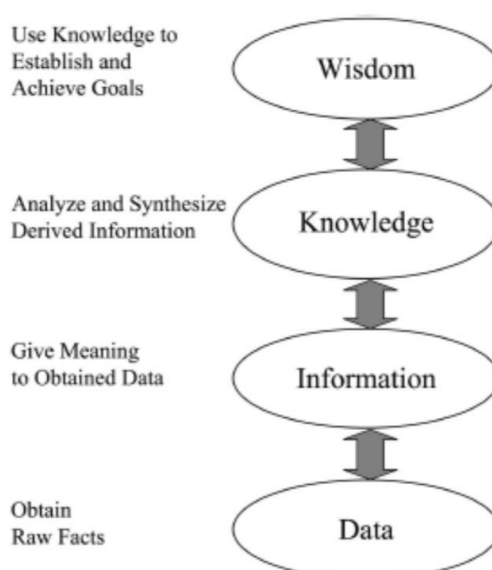 Use Knowledge to
Establish and
Achieve Goals
Wisdom
Analyze and Synthesize
Derived Information
Knowledge
Give Meaning
to Obtained Data
Information
Obtain
Raw Facts
Data